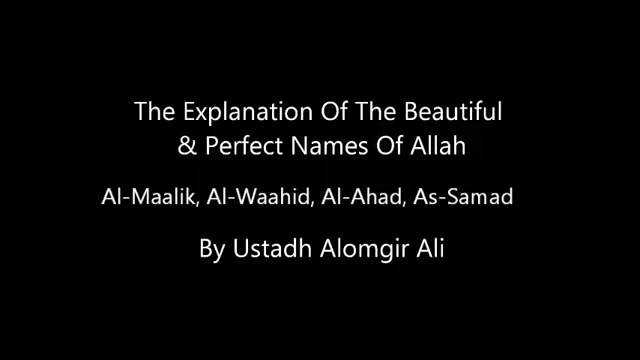 The Explanation Of The Beautiful
& Perfect Names Of Allah
Al-Maalik, Al-Waahid, Al-Ahad, As-Samad
By Ustadh Alomgir Ali